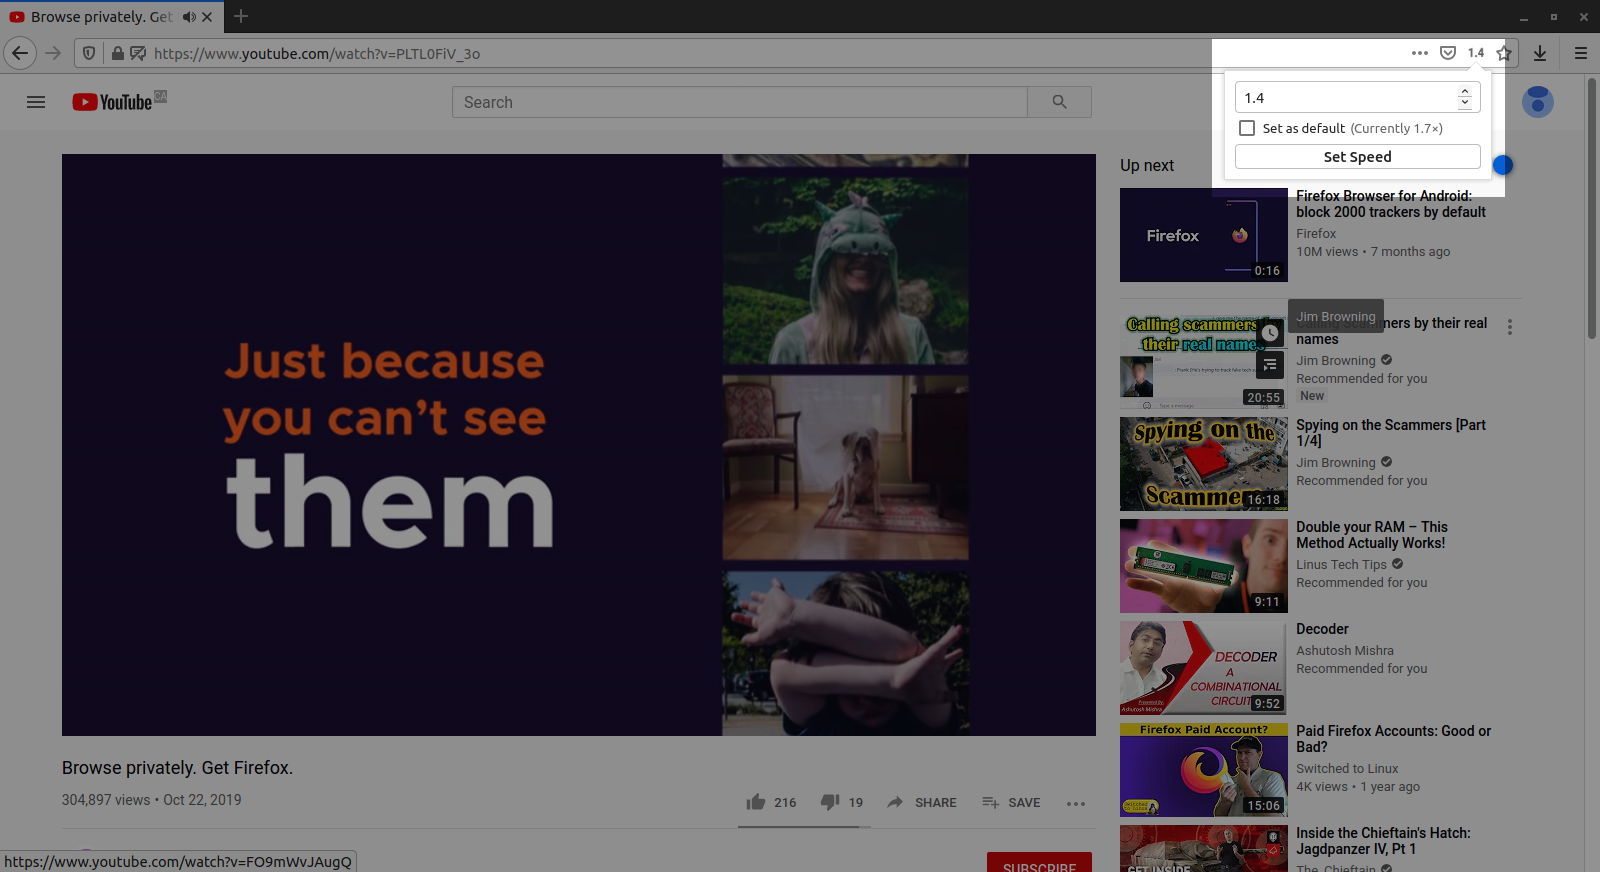 Browse privately. Get
https://www.youtube.com/watch?v=PLTL0FiV_3o
1.4
YouTube CA
Search
1.4
Set as default (Currently 1.7×)
Set Speed
Up next
Just because
you can't see
them
Firefox
0:16
Firefox Browser for Android:
block 2000 trackers by default
Firefox
10M views • 7 months ago
Calling scammers by
their real names
20:55
Jim Browning
Calling Scammers by their real
names
Jim Browning
Recommended for you
New
Spying on the
Scammers
16:18
Spying on the Scammers [Part
1/4]
Jim Browning
Recommended for you
9:11
Double your RAM – This
Method Actually Works!
Linus Tech Tips
Recommended for you
DECODER
A
COMBINATIONAL
CIRCUIT
Ashutosh Mishra
9:52
Decoder
Ashutosh Mishra
Recommended for you
Firefox Paid Account?
Switched to Linux
15:06
Paid Firefox Accounts: Good or
Bad?
Switched to Linux
4K views • 1 year ago
GET INSIDE
Inside the Chieftain's Hatch:
Jagdpanzer IV, Pt 1
The Chieftain
Browse privately. Get Firefox.
304,897 views • Oct 22, 2019
216
19
SHARE
SAVE
SUBSCRIBE
https://www.youtube.com/watch?v=FO9mWvJAugQ